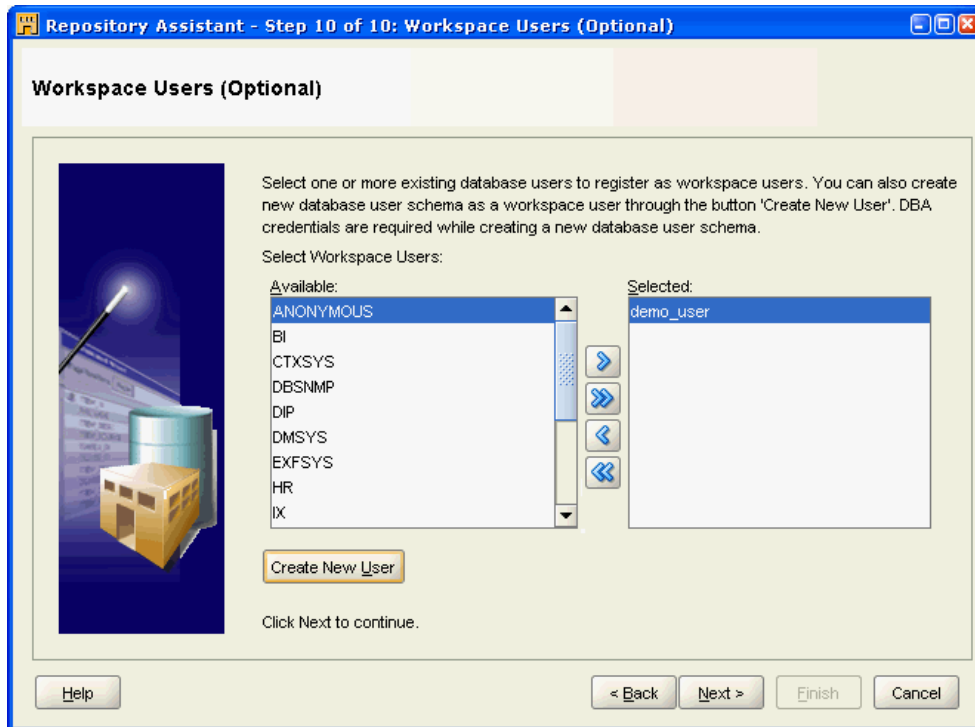 Repository Assistant - Step 10 of 10: Workspace Users (Optional)
Workspace Users (Optional)
Select one or more existing database users to register as workspace users. You can also create
new database user schema as a workspace user through the button 'Create New User'. DBA
credentials are required while creating a new database user schema.
Select Workspace Users:
Available:
ANONYMOUS
BI
CTXSYS
DBSNMP
DIP
DMSYS
EXFSYS
HR
IX
Selected:
demo_user
Create New User
Click Next to continue.
Help
< Back
Next >
Finish
Cancel